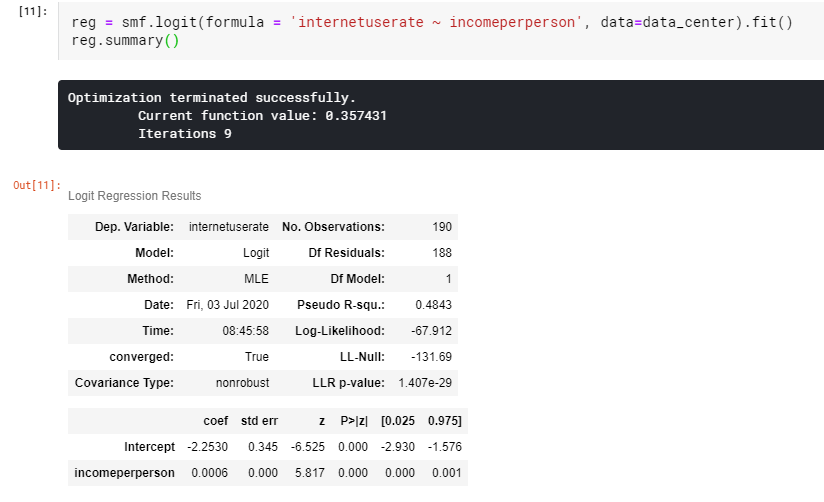 [11]:
reg = smf.logit(formula = 'internetuserate ~ incomeperperson', data=data_center).fit()
reg.summary()
Optimization terminated successfully.
Current function value: 0.357431
Iterations 9
Out[11]:
Logit Regression Results
Dep. Variable: internetuserate No. Observations: 190
Model: Logit Df Residuals: 188
Method: MLE Df Model: 1
Date: Fri, 03 Jul 2020 Pseudo R-squ.: 0.4843
Time: 08:45:58 Log-Likelihood: -67.912
converged: True LL-Null: -131.69
Covariance Type: nonrobust LLR p-value: 1.407e-29
coef std err z P>|z| [0.025 0.975]
Intercept -2.2530 0.345 -6.525 0.000 -2.930 -1.576
incomeperperson 0.0006 0.000 5.817 0.000 0.000 0.001